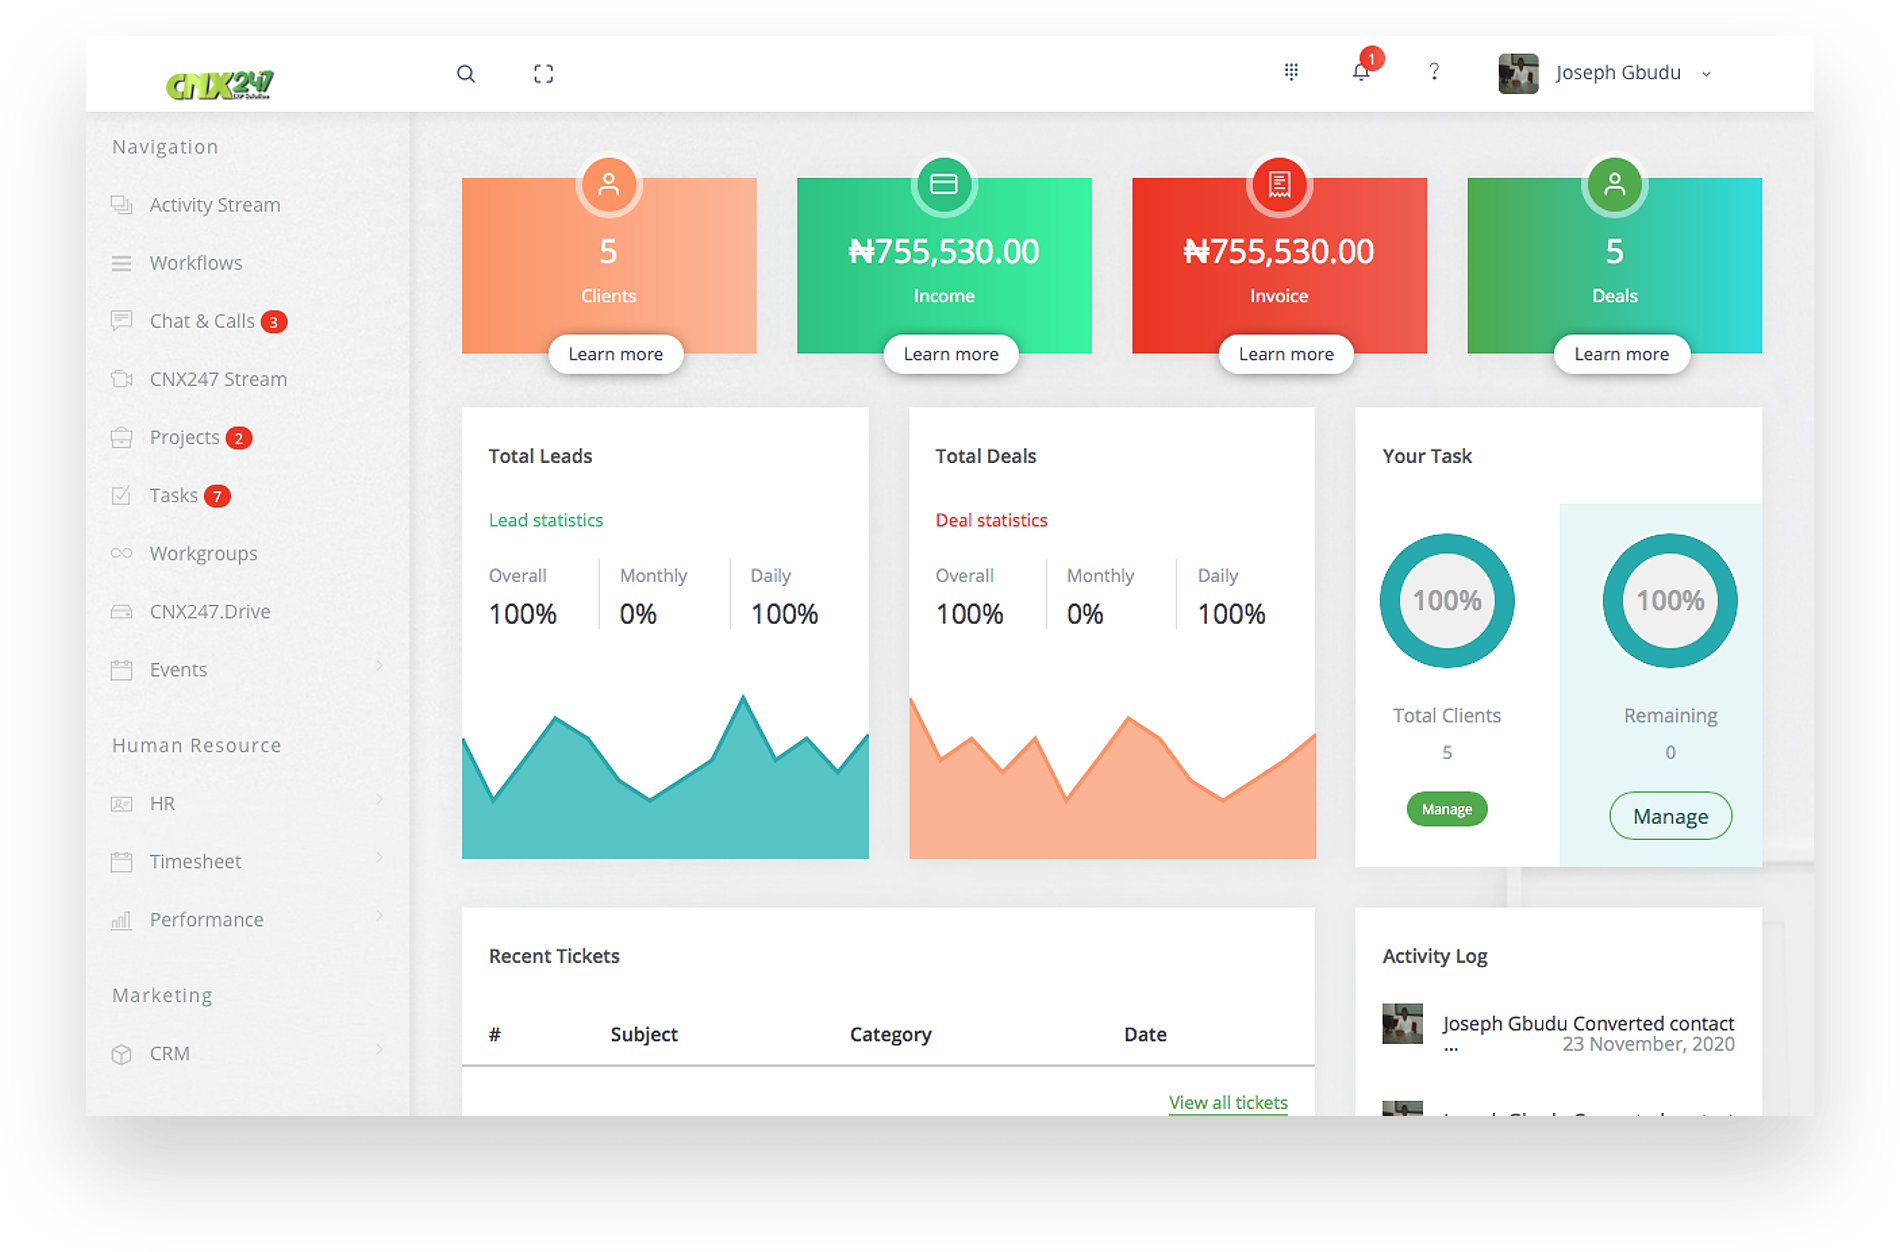 CNX247
1
?
Joseph Gbudu
Navigation
Activity Stream
Workflows
Chat & Calls 3
CNX247 Stream
Projects 2
Tasks 7
Workgroups
CNX247.Drive
Events
Human Resource
HR
Timesheet
Performance
Marketing
CRM
5
Clients
Learn more
₦755,530.00
Income
Learn more
₦755,530.00
Invoice
Learn more
5
Deals
Learn more
Total Leads
Lead statistics
Overall Monthly Daily
100% 0% 100%
Total Deals
Deal statistics
Overall Monthly Daily
100% 0% 100%
Your Task
100% 100%
Total Clients Remaining
5 0
Manage Manage
Recent Tickets
# Subject Category Date
View all tickets
Activity Log
Joseph Gbudu Converted contact
...
23 November, 2020